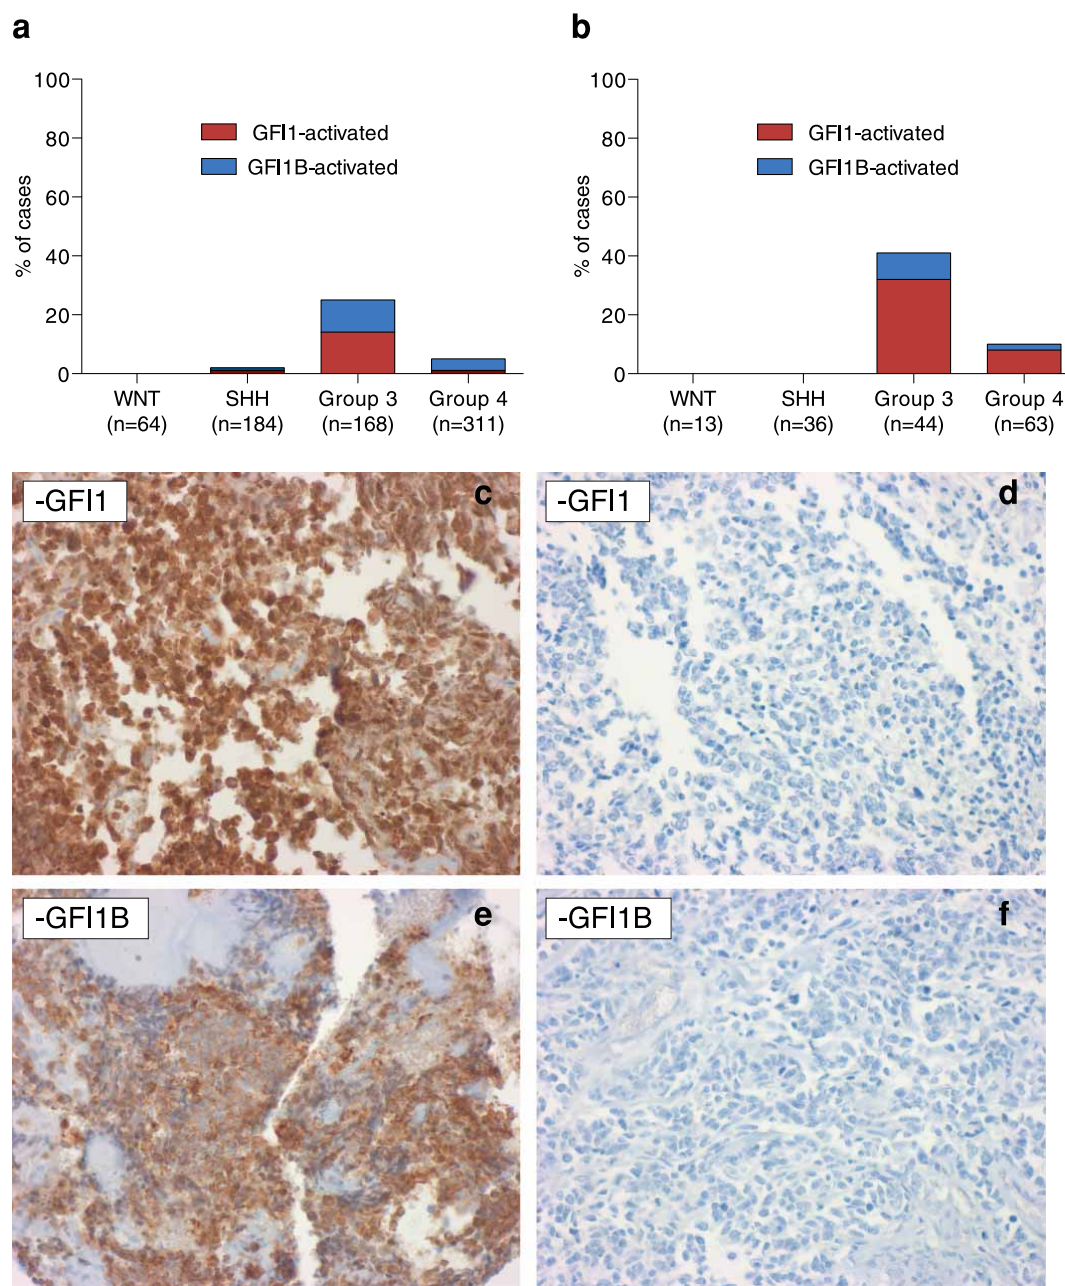 a
100
80
60
40
20
0
% of cases
GFI1-activated
GFI1B-activated
WNT SHH Group 3 Group 4
(n=64) (n=184) (n=168) (n=311)
b
100
80
60
40
20
0
% of cases
GFI1-activated
GFI1B-activated
WNT SHH Group 3 Group 4
(n=13) (n=36) (n=44) (n=63)
-GFI1 c
-GFI1 d
-GFI1B e
-GFI1B f